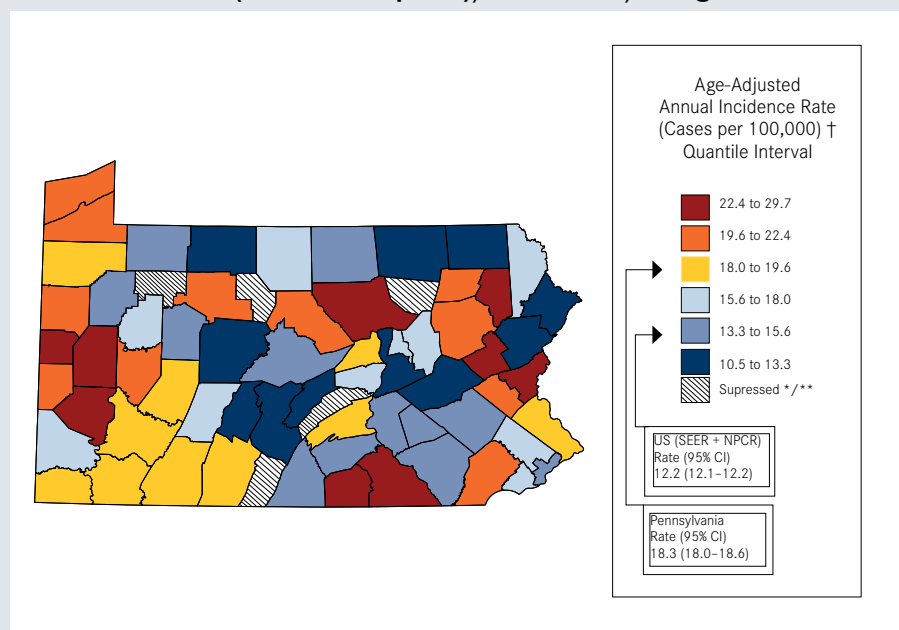 Age-Adjusted
Annual Incidence Rate
(Cases per 100,000) †
Quantile Interval
22.4 to 29.7
19.6 to 22.4
18.0 to 19.6
15.6 to 18.0
13.3 to 15.6
10.5 to 13.3
Supressed */**
US (SEER + NPCR)
Rate (95% CI)
12.2 (12.1–12.2)
Pennsylvania
Rate (95% CI)
18.3 (18.0–18.6)